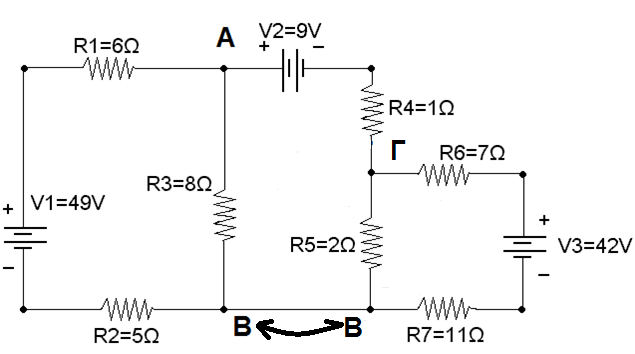 V2=9V
+ −
A
R1=6Ω
R4=1Ω
Γ
R6=7Ω
R3=8Ω
+
V1=49V
−
+
V3=42V
−
R5=2Ω
B B
R2=5Ω
R7=11Ω